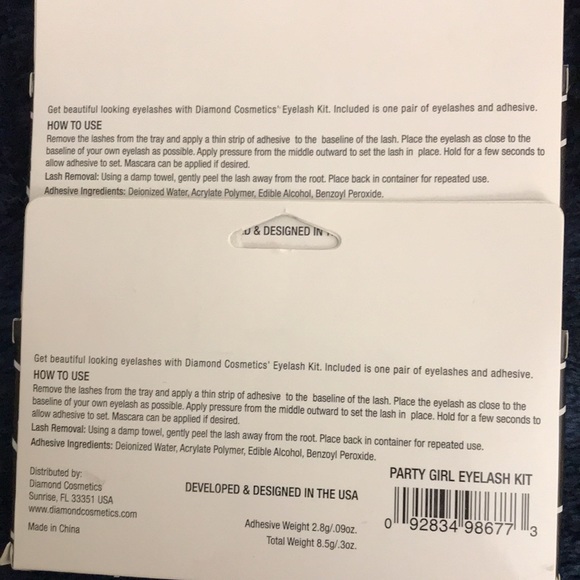 Get beautiful looking eyelashes with Diamond Cosmetics' Eyelash Kit. Included is one pair of eyelashes and adhesive.
HOW TO USE
Remove the lashes from the tray and apply a thin strip of adhesive to the baseline of the lash. Place the eyelash as close to the
baseline of your own eyelash as possible. Apply pressure from the middle outward to set the lash in place. Hold for a few seconds to
allow adhesive to set. Mascara can be applied if desired.
Lash Removal: Using a damp towel, gently peel the lash away from the root. Place back in container for repeated use.
Adhesive Ingredients: Deionized Water, Acrylate Polymer, Edible Alcohol, Benzoyl Peroxide.
& DESIGNED IN
Get beautiful looking eyelashes with Diamond Cosmetics' Eyelash Kit. Included is one pair of eyelashes and adhesive.
HOW TO USE
Remove the lashes from the tray and apply a thin strip of adhesive to the baseline of the lash. Place the eyelash as close to the
baseline of your own eyelash as possible. Apply pressure from the middle outward to set the lash in place. Hold for a few seconds to
allow adhesive to set. Mascara can be applied if desired.
Lash Removal: Using a damp towel, gently peel the lash away from the root. Place back in container for repeated use.
Adhesive Ingredients: Deionized Water, Acrylate Polymer, Edible Alcohol, Benzoyl Peroxide.
Distributed by:
Diamond Cosmetics
Sunrise, FL 33351 USA
www.diamondcosmetics.com
Made in China
DEVELOPED & DESIGNED IN THE USA
Adhesive Weight 2.8g/.09oz.
Total Weight 8.5g/.3oz.
PARTY GIRL EYELASH KIT
0 92834 98677 3